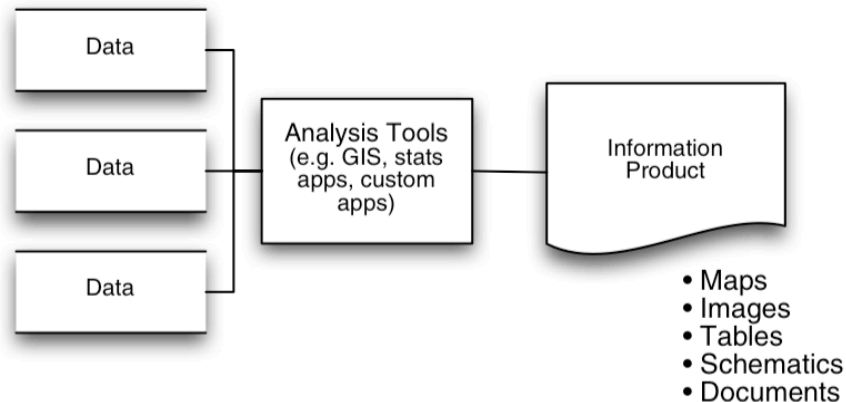 Data
Data
Data
Analysis Tools
(e.g. GIS, stats
apps, custom
apps)
Information
Product
• Maps
• Images
• Tables
• Schematics
• Documents